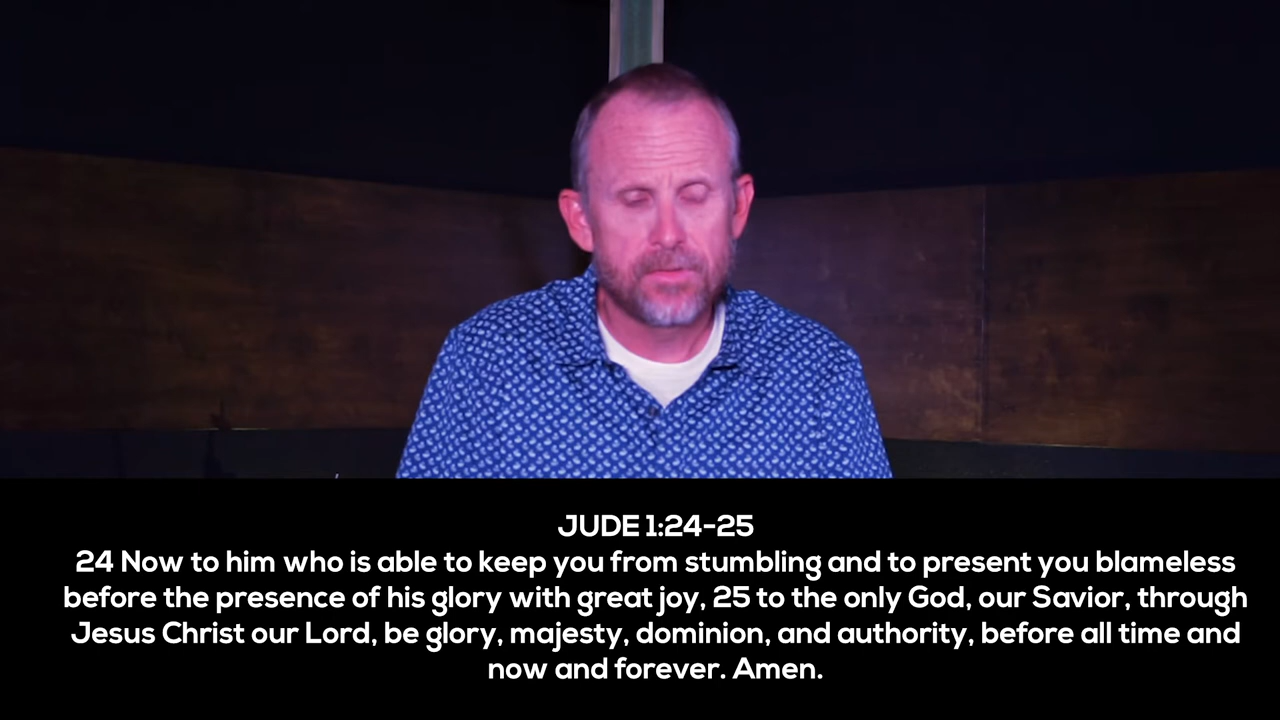 JUDE 1:24-25
24 Now to him who is able to keep you from stumbling and to present you blameless
before the presence of his glory with great joy, 25 to the only God, our Savior, through
Jesus Christ our Lord, be glory, majesty, dominion, and authority, before all time and
now and forever. Amen.